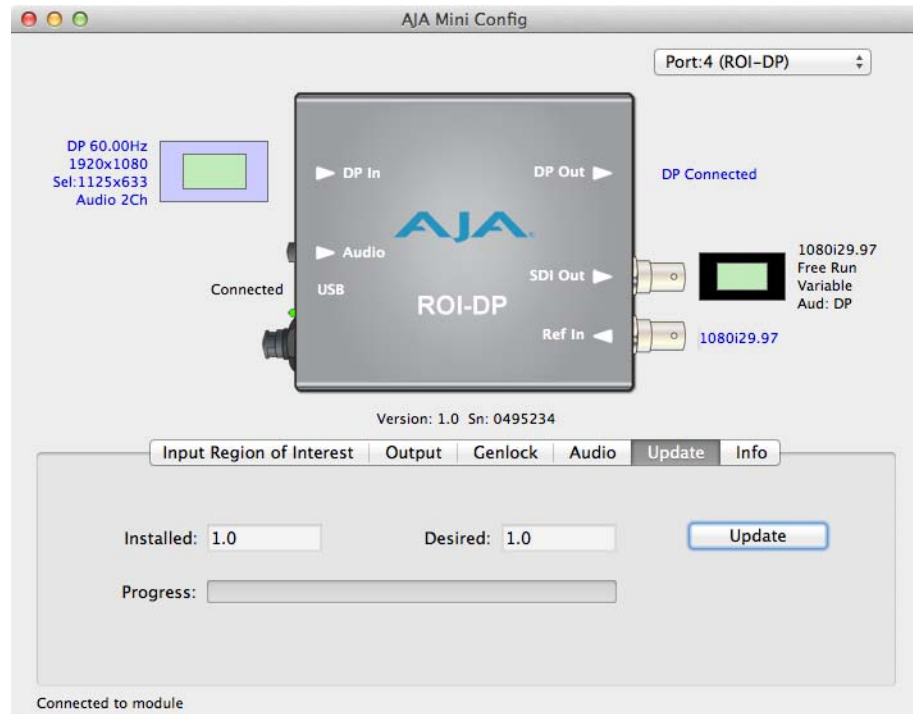 AJA Mini Config
Port:4 (ROI-DP)
DP 60.00Hz
1920x1080
Sel:1125x633
Audio 2Ch
DP In
DP Out
DP Connected
AJA
Audio
Connected
USB
SDI Out
1080i29.97
Free Run
Variable
Aud: DP
ROI-DP
Ref In
1080i29.97
Version: 1.0 Sn: 0495234
Input Region of Interest
Output
Genlock
Audio
Update
Info
Installed: 1.0
Desired: 1.0
Update
Progress:
Connected to module